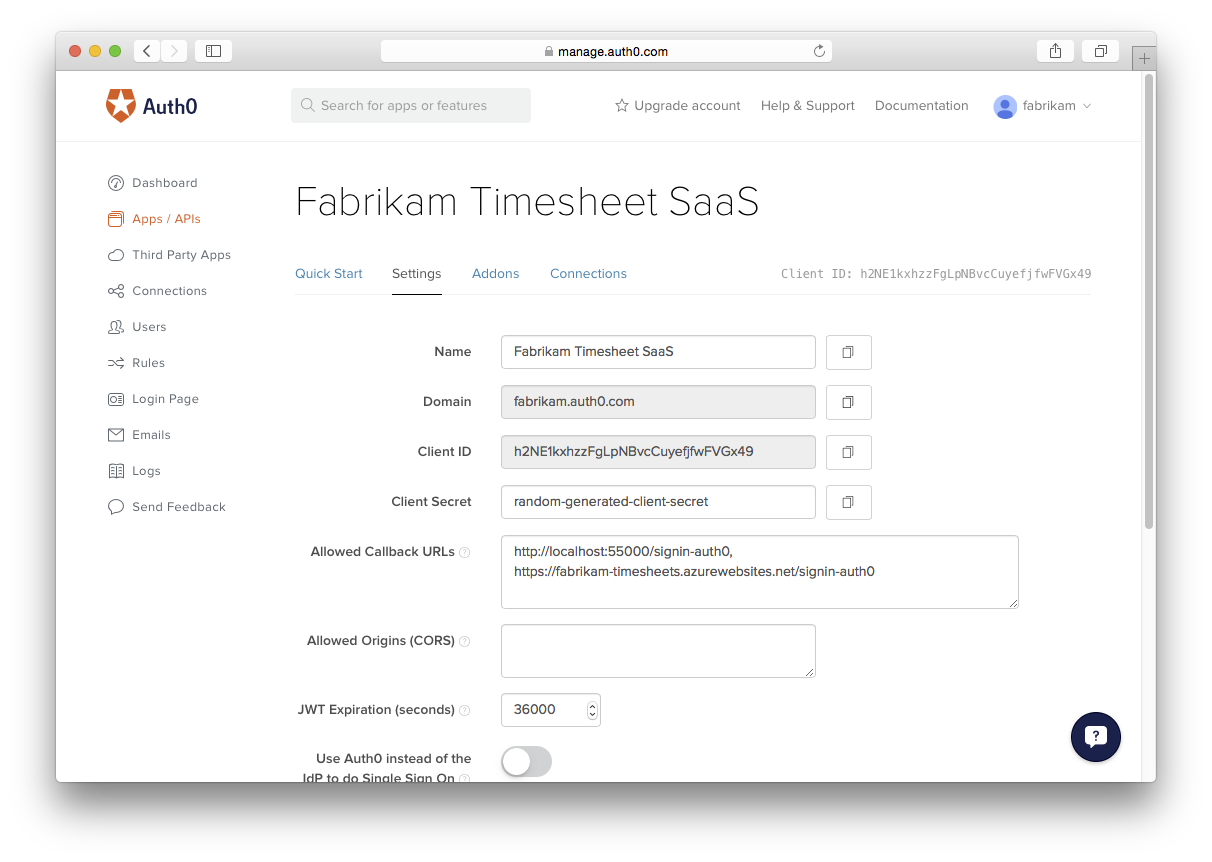 manage.auth0.com
Auth0
Search for apps or features
Upgrade account
Help & Support
Documentation
fabrikam
Dashboard
Apps / APIs
Third Party Apps
Connections
Users
Rules
Login Page
Emails
Logs
Send Feedback
Fabrikam Timesheet SaaS
Quick Start
Settings
Addons
Connections
Client ID: h2NE1kxhzzFgLpNBvcCuyefjfwFVGx49
Name
Fabrikam Timesheet SaaS
Domain
fabrikam.auth0.com
Client ID
h2NE1kxhzzFgLpNBvcCuyefjfwFVGx49
Client Secret
random-generated-client-secret
Allowed Callback URLs ?
http://localhost:55000/signin-auth0,
https://fabrikam-timesheets.azurewebsites.net/signin-auth0
Allowed Origins (CORS) ?
JWT Expiration (seconds) ?
36000
Use Auth0 instead of the
IdP to do Single Sign On ?
?